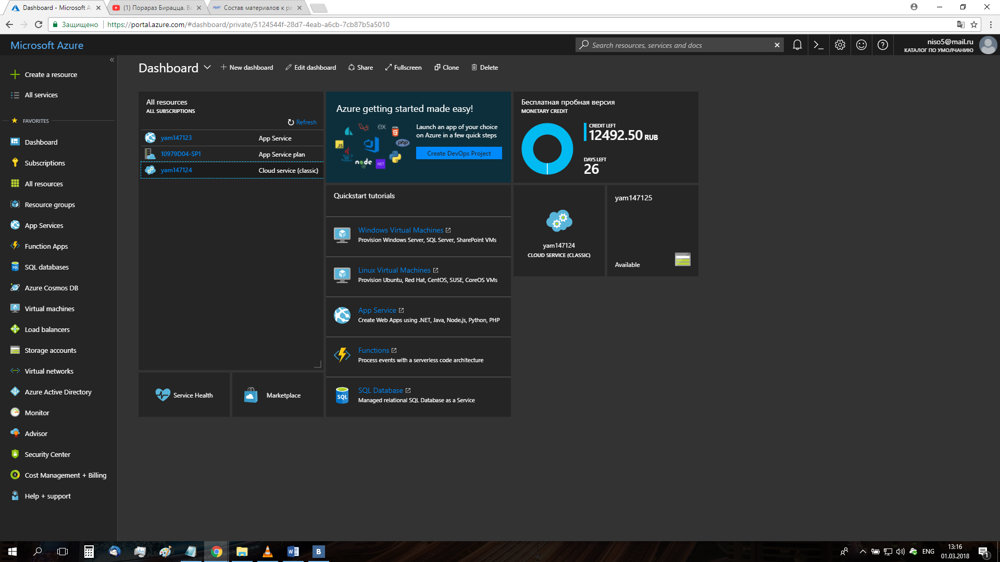 Dashboard - Microsoft A
(1) Порараз Бирацца. Ве
Состав материалов к ре
Защищено
https://portal.azure.com/#dashboard/private/5124544f-28d7-4eab-a6cb-7cb87b5a5010
Microsoft Azure
Search resources, services and docs
niso5@mail.ru
КАТАЛОГ ПО УМОЛЧАНИЮ
Create a resource
All services
FAVORITES
Dashboard
Subscriptions
All resources
Resource groups
App Services
Function Apps
SQL databases
Azure Cosmos DB
Virtual machines
Load balancers
Storage accounts
Virtual networks
Azure Active Directory
Monitor
Advisor
Security Center
Cost Management + Billing
Help + support
Dashboard
New dashboard
Edit dashboard
Share
Fullscreen
Clone
Delete
All resources
ALL SUBSCRIPTIONS
Refresh
yam147123 App Service
10979D04-SP1 App Service plan
yam147124 Cloud service (classic)
Service Health
Marketplace
Azure getting started made easy!
Launch an app of your choice
on Azure in a few quick steps
Create DevOps Project
EX
JS
php
node
.NET
Quickstart tutorials
Windows Virtual Machines
Provision Windows Server, SQL Server, SharePoint VMs
Linux Virtual Machines
Provision Ubuntu, Red Hat, CentOS, SUSE, CoreOS VMs
App Service
Create Web Apps using .NET, Java, Node.js, Python, PHP
Functions
Process events with a serverless code architecture
SQL
SQL Database
Managed relational SQL Database as a Service
Бесплатная пробная версия
MONETARY CREDIT
CREDIT LEFT
12492.50 RUB
DAYS LEFT
26
yam147124
CLOUD SERVICE (CLASSIC)
yam147125
Available
ENG
13:16
01.03.2018
1